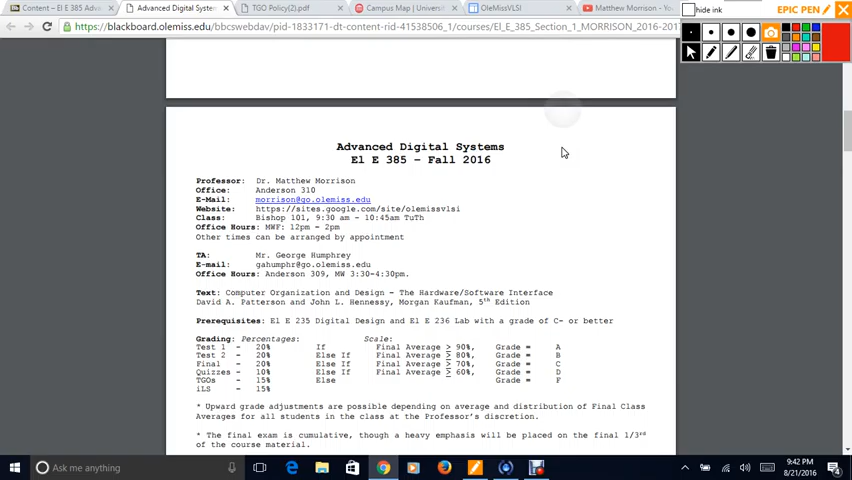 Content – El E 385 Adva
Advanced Digital System
TGO Policy(2).pdf
Campus Map | Universi
OleMissVLSI
Matthew Morrison - You
hide ink
EPIC PEN
https://blackboard.olemiss.edu/bbcswebdav/pid-1833171-dt-content-rid-41538506_1/courses/El_E_385_Section_1_MORRISON_2016-2017
Advanced Digital Systems
El E 385 – Fall 2016
Professor: Dr. Matthew Morrison
Office: Anderson 310
E-Mail: morrison@go.olemiss.edu
Website: https://sites.google.com/site/olemissvlsi
Class: Bishop 101, 9:30 am - 10:45am TuTh
Office Hours: MWF: 12pm - 2pm
Other times can be arranged by appointment
TA: Mr. George Humphrey
E-mail: gahumphr@go.olemiss.edu
Office Hours: Anderson 309, MW 3:30-4:30pm.
Text: Computer Organization and Design – The Hardware/Software Interface
David A. Patterson and John L. Hennessy, Morgan Kaufman, 5th Edition
Prerequisites: El E 235 Digital Design and El E 236 Lab with a grade of C- or better
Grading: Percentages: Scale:
Test 1 - 20% If Final Average ≥ 90%, Grade = A
Test 2 - 20% Else If Final Average ≥ 80%, Grade = B
Final - 20% Else If Final Average ≥ 70%, Grade = C
Quizzes - 10% Else If Final Average ≥ 60%, Grade = D
TGOs - 15% Else Grade = F
iLS - 15%
* Upward grade adjustments are possible depending on average and distribution of Final Class
Averages for all students in the class at the Professor's discretion.
* The final exam is cumulative, though a heavy emphasis will be placed on the final 1/3rd
of the course material.
Ask me anything
9:42 PM
8/21/2016